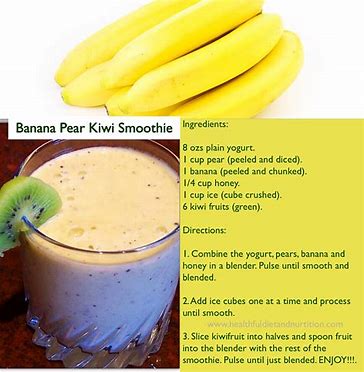 Banana Pear Kiwi Smoothie
Ingredients:
8 ozs plain yogurt.
1 cup pear (peeled and diced).
1 banana (peeled and chunked).
1/4 cup honey.
1 cup ice (cube crushed).
6 kiwi fruits (green).
Directions:
1. Combine the yogurt, pears, banana and
honey in a blender. Pulse until smooth and
blended.
2. Add ice cubes one at a time and process
until smooth.
www.healthfuldietandnutrition.com
3. Slice kiwifruit into halves and spoon fruit
into the blender with the rest of the
smoothie. Pulse until just blended. ENJOY!!!.